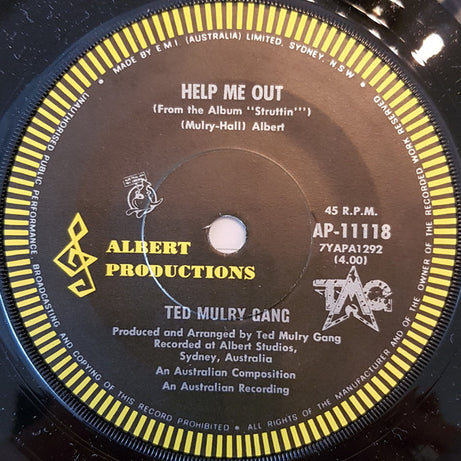 • MADE BY E M I (AUSTRALIA) LIMITED, SYDNEY, N.S.W. •
HELP ME OUT
(From the Album "Struttin'")
(Mulry-Hall) Albert
45 R.P.M.
AP-11118
7YAPA1292
(4.00)
ALBERT
PRODUCTIONS
TMG
TED MULRY GANG
Produced and Arranged by Ted Mulry Gang
Recorded at Albert Studios,
Sydney, Australia
An Australian Composition
An Australian Recording
UNAUTHORISED PUBLIC PERFORMANCE BROADCASTING AND COPYING OF THIS RECORD PROHIBITED • ALL RIGHTS OF THE MANUFACTURER AND OF THE OWNER OF THE RECORDED WORK RESERVED